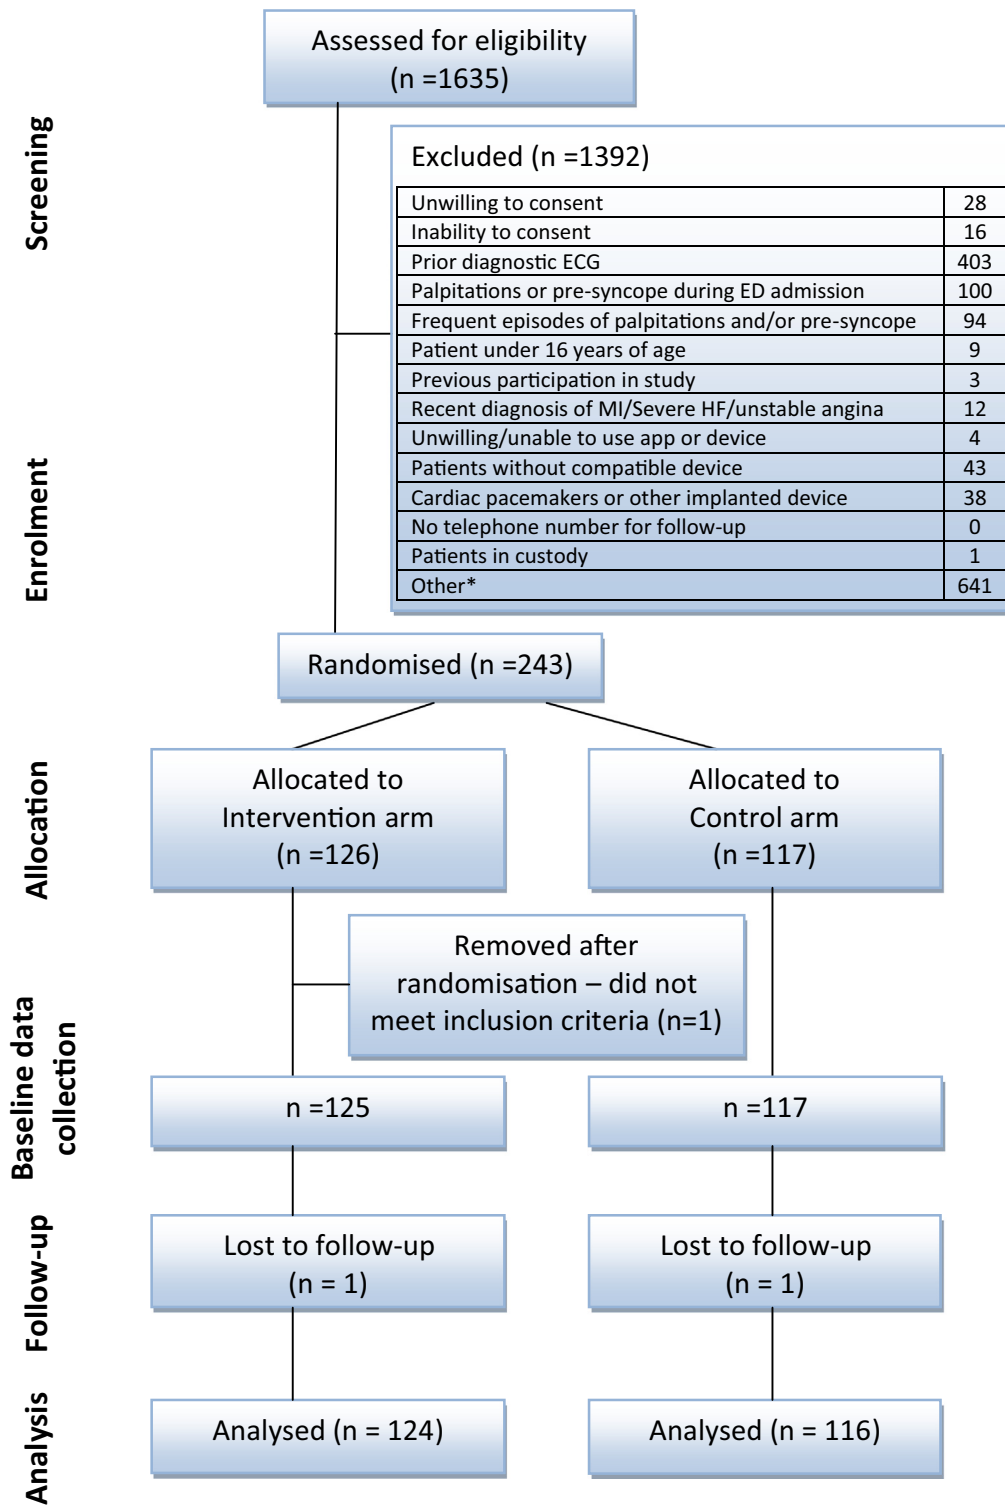 Assessed for eligibility
(n =1635)
Screening
Excluded (n =1392)
Unwilling to consent 28
Inability to consent 16
Prior diagnostic ECG 403
Palpitations or pre-syncope during ED admission 100
Frequent episodes of palpitations and/or pre-syncope 94
Patient under 16 years of age 9
Previous participation in study 3
Recent diagnosis of MI/Severe HF/unstable angina 12
Unwilling/unable to use app or device 4
Patients without compatible device 43
Cardiac pacemakers or other implanted device 38
No telephone number for follow-up 0
Patients in custody 1
Other* 641
Enrolment
Randomised (n =243)
Allocation
Allocated to
Intervention arm
(n =126)
Allocated to
Control arm
(n =117)
Removed after
randomisation – did not
meet inclusion criteria (n=1)
Baseline data
collection
n =125
n =117
Follow-up
Lost to follow-up
(n = 1)
Lost to follow-up
(n = 1)
Analysis
Analysed (n = 124)
Analysed (n = 116)